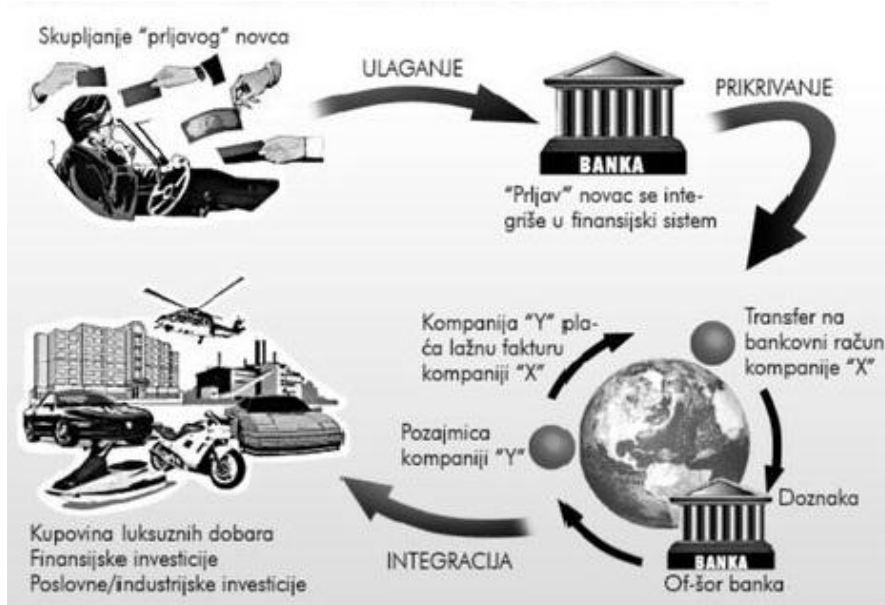 Skupljanje "prljavog" novca
ULAGANJE
PRIKRIVANJE
BANKA
"Prljav" novac se inte-
griše u finansijski sistem
Kompanija "Y" pla-
ća lažnu fakturu
kompaniji "X"
Transfer na
bankovni račun
kompanije "X"
Pozajmica
kompaniji "Y"
Doznaka
BANKA
Of-šor banka
INTEGRACIJA
Kupovina luksuznih dobara
Finansijske investicije
Poslovne/industrijske investicije